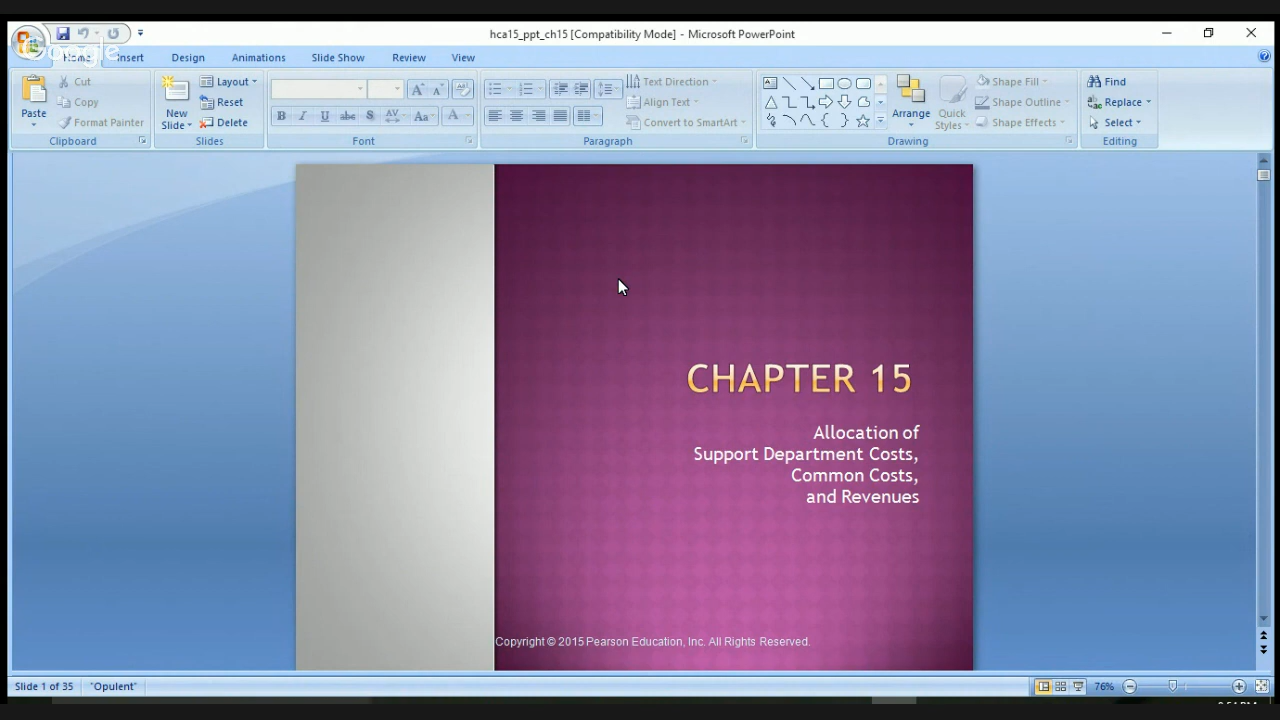 hca15_ppt_ch15 [Compatibility Mode] - Microsoft PowerPoint
Google
Home Insert Design Animations Slide Show Review View
Cut Layout Text Direction Shape Fill Find
Copy Reset Align Text Shape Outline Replace
Paste New Slide Arrange Quick Styles
Format Painter Delete Convert to SmartArt Shape Effects Select
Clipboard Slides Font Paragraph Drawing Editing
CHAPTER 15
Allocation of
Support Department Costs,
Common Costs,
and Revenues
Copyright © 2015 Pearson Education, Inc. All Rights Reserved.
Slide 1 of 35 "Opulent" 76%